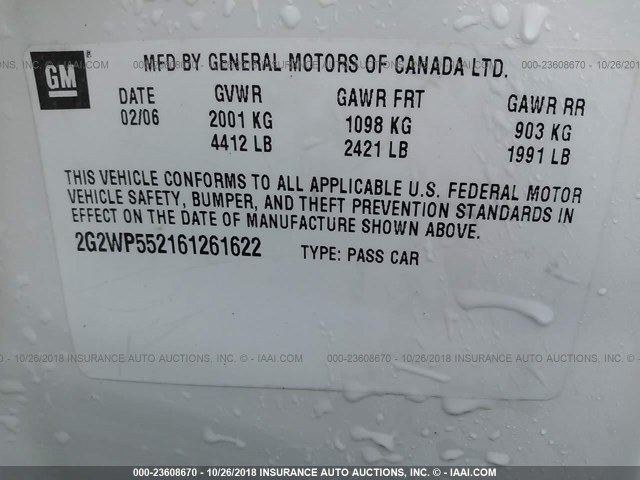 GM MFD BY GENERAL MOTORS OF CANADA LTD.
DATE GVWR GAWR FRT GAWR RR
02/06 2001 KG 1098 KG 903 KG
4412 LB 2421 LB 1991 LB
THIS VEHICLE CONFORMS TO ALL APPLICABLE U.S. FEDERAL MOTOR
VEHICLE SAFETY, BUMPER, AND THEFT PREVENTION STANDARDS IN
EFFECT ON THE DATE OF MANUFACTURE SHOWN ABOVE.
2G2WP552161261622 TYPE: PASS CAR
000-23608670 - 10/26/2018 INSURANCE AUTO AUCTIONS, INC. © - IAAI.COM